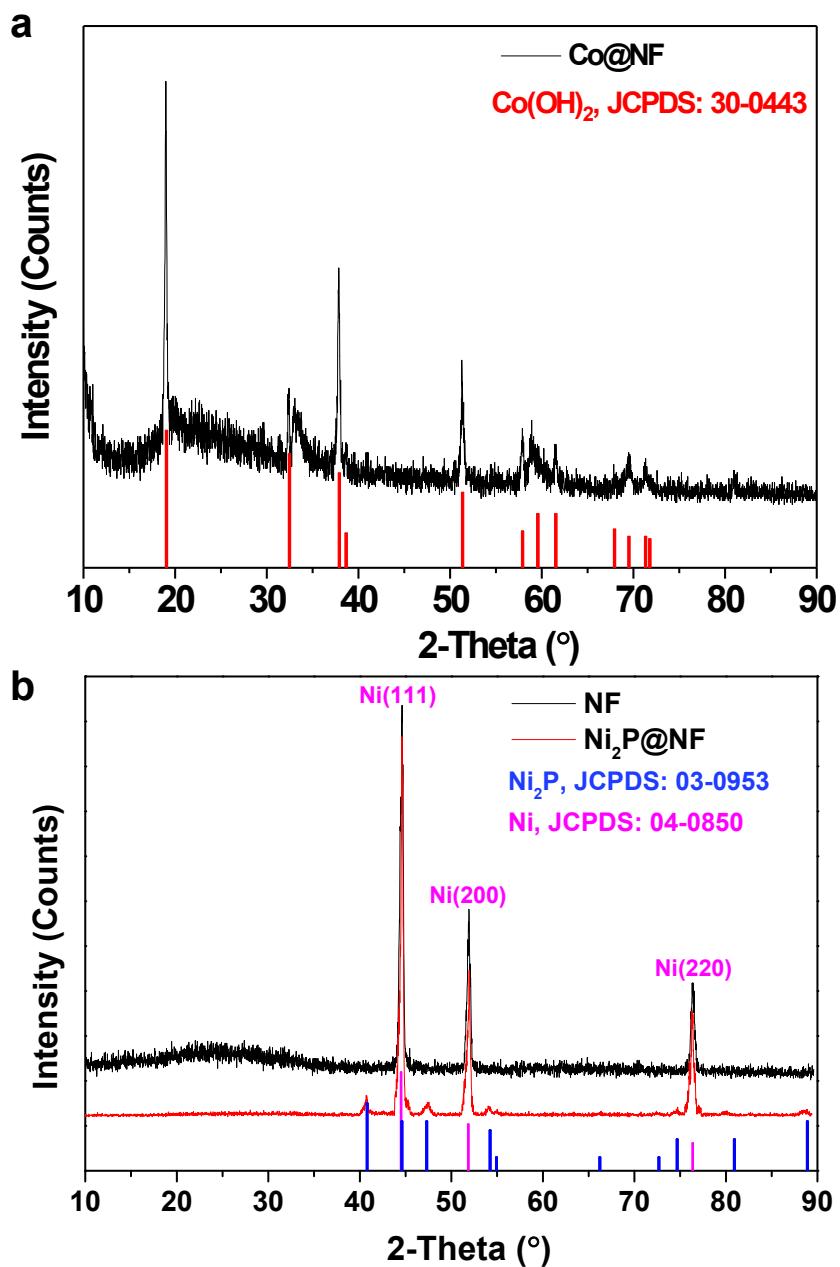 a
Co@NF
Co(OH)₂, JCPDS: 30-0443
Intensity (Counts)
10 20 30 40 50 60 70 80 90
2-Theta (°)
b
Ni(111)
NF
Ni₂P@NF
Ni₂P, JCPDS: 03-0953
Ni, JCPDS: 04-0850
Ni(200)
Ni(220)
Intensity (Counts)
10 20 30 40 50 60 70 80 90
2-Theta (°)